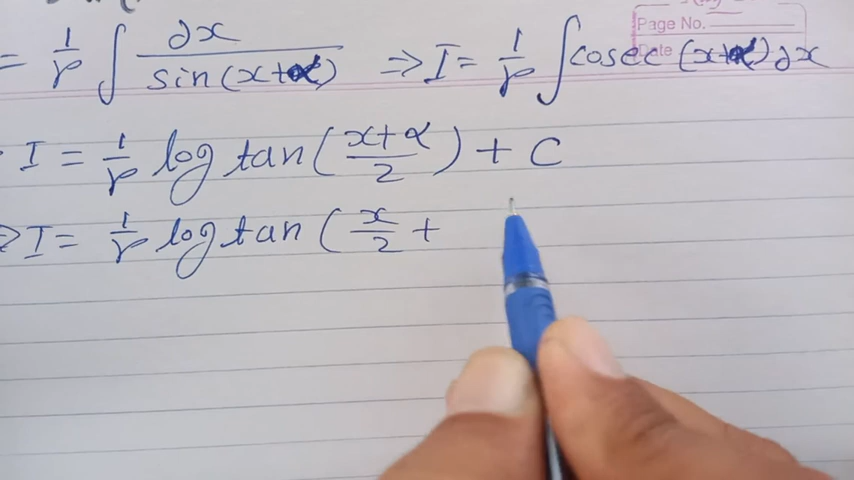 Page No.
Date
= 1/r ∫ dx / sin(x+α) ⇒ I = 1/r ∫ cosec (x+α) dx
I = 1/r log tan (x+α / 2) + C
⇒ I = 1/r log tan ( x/2 +